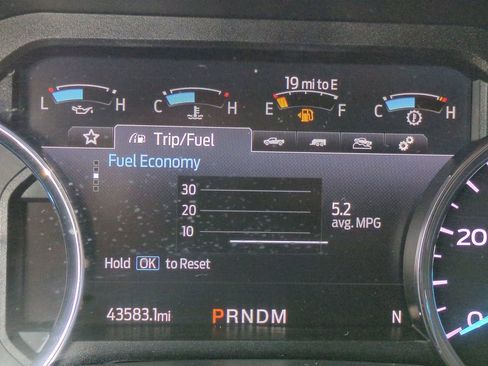 19 mi to E
L H C H E F C H
Trip/Fuel
Fuel Economy
30
20
10
5.2
avg. MPG
Hold OK to Reset
43583.1mi PRNDM N
20
0